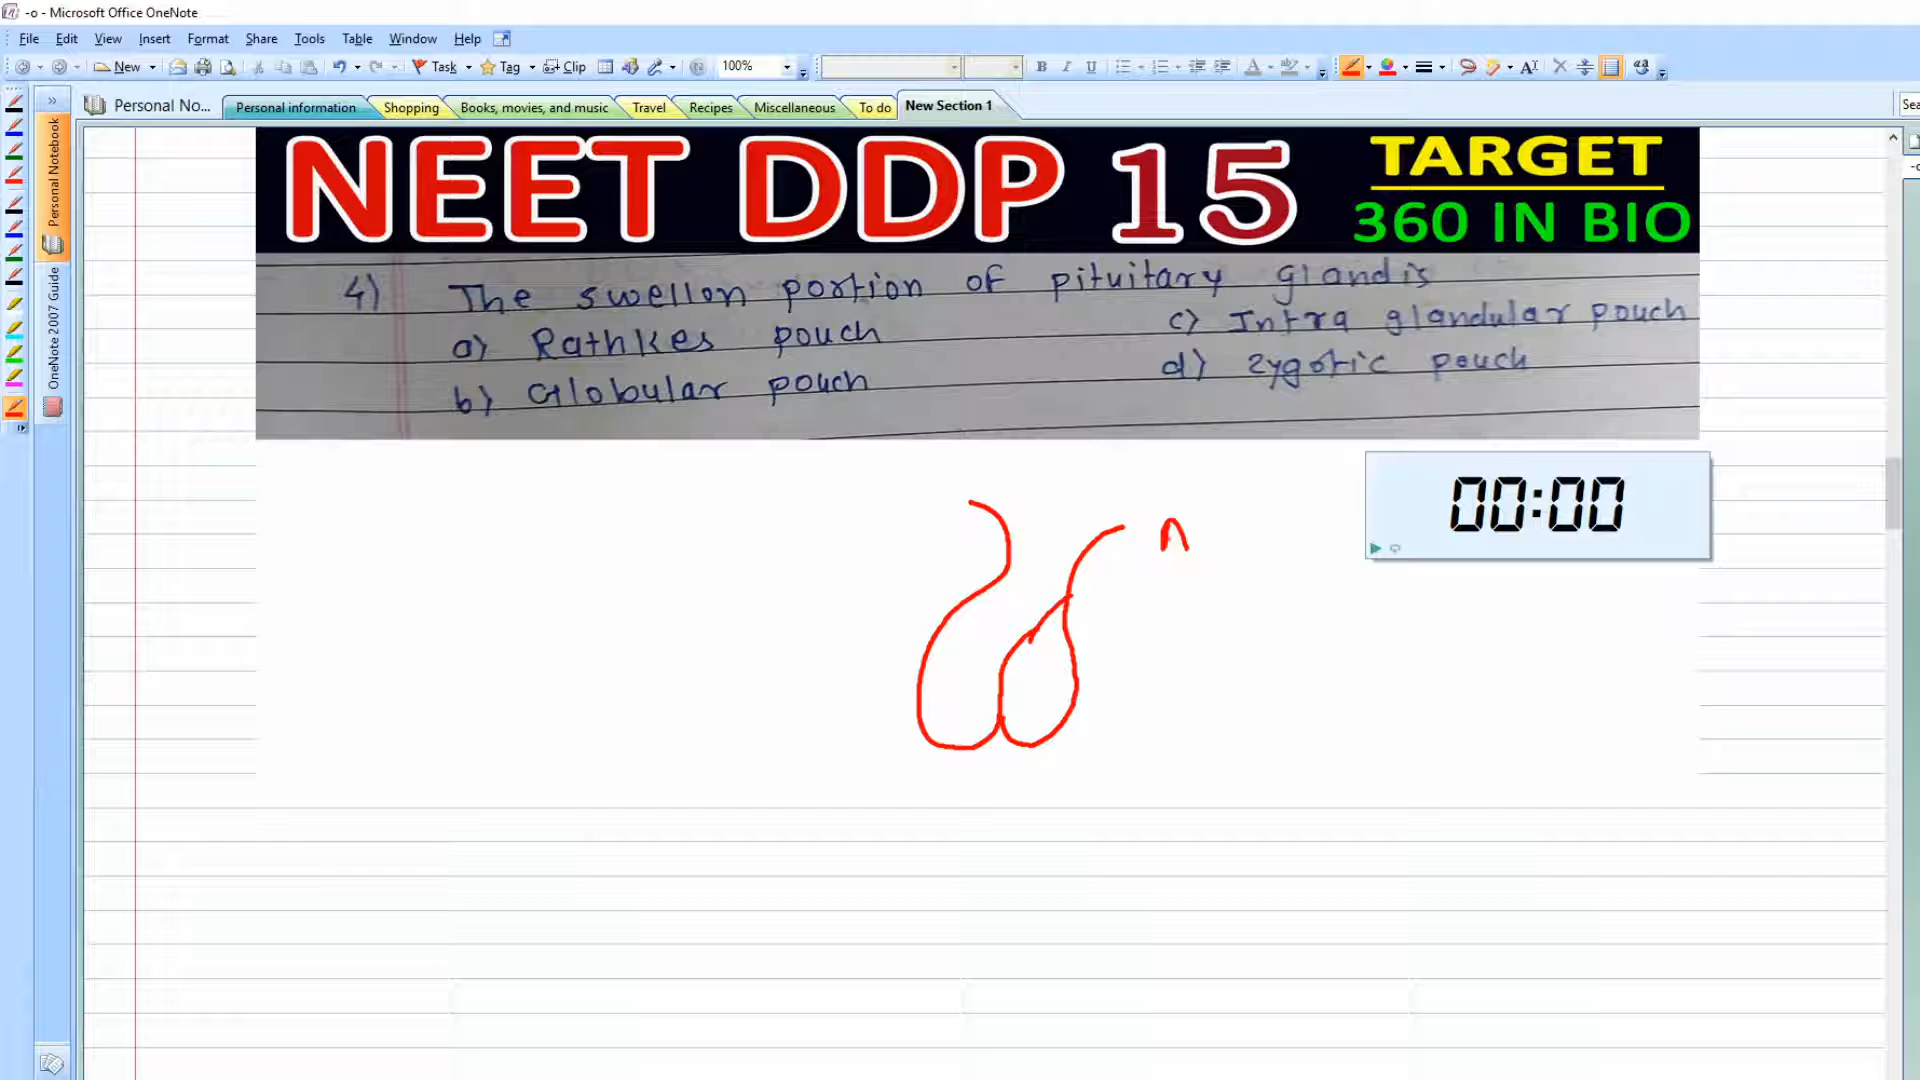 -o - Microsoft Office OneNote
File Edit View Insert Format Share Tools Table Window Help
New Task Tag Clip 100%
Personal No... Personal information Shopping Books, movies, and music Travel Recipes Miscellaneous To do New Section 1 Sea
Personal Notebook
OneNote 2007 Guide
NEET DDP 15 TARGET
360 IN BIO
4) The swellon portion of pituitary glandis
a) Rathkes pouch
b) Globular pouch
c) Intra glandular pouch
d) zygotic pouch
00:00
n